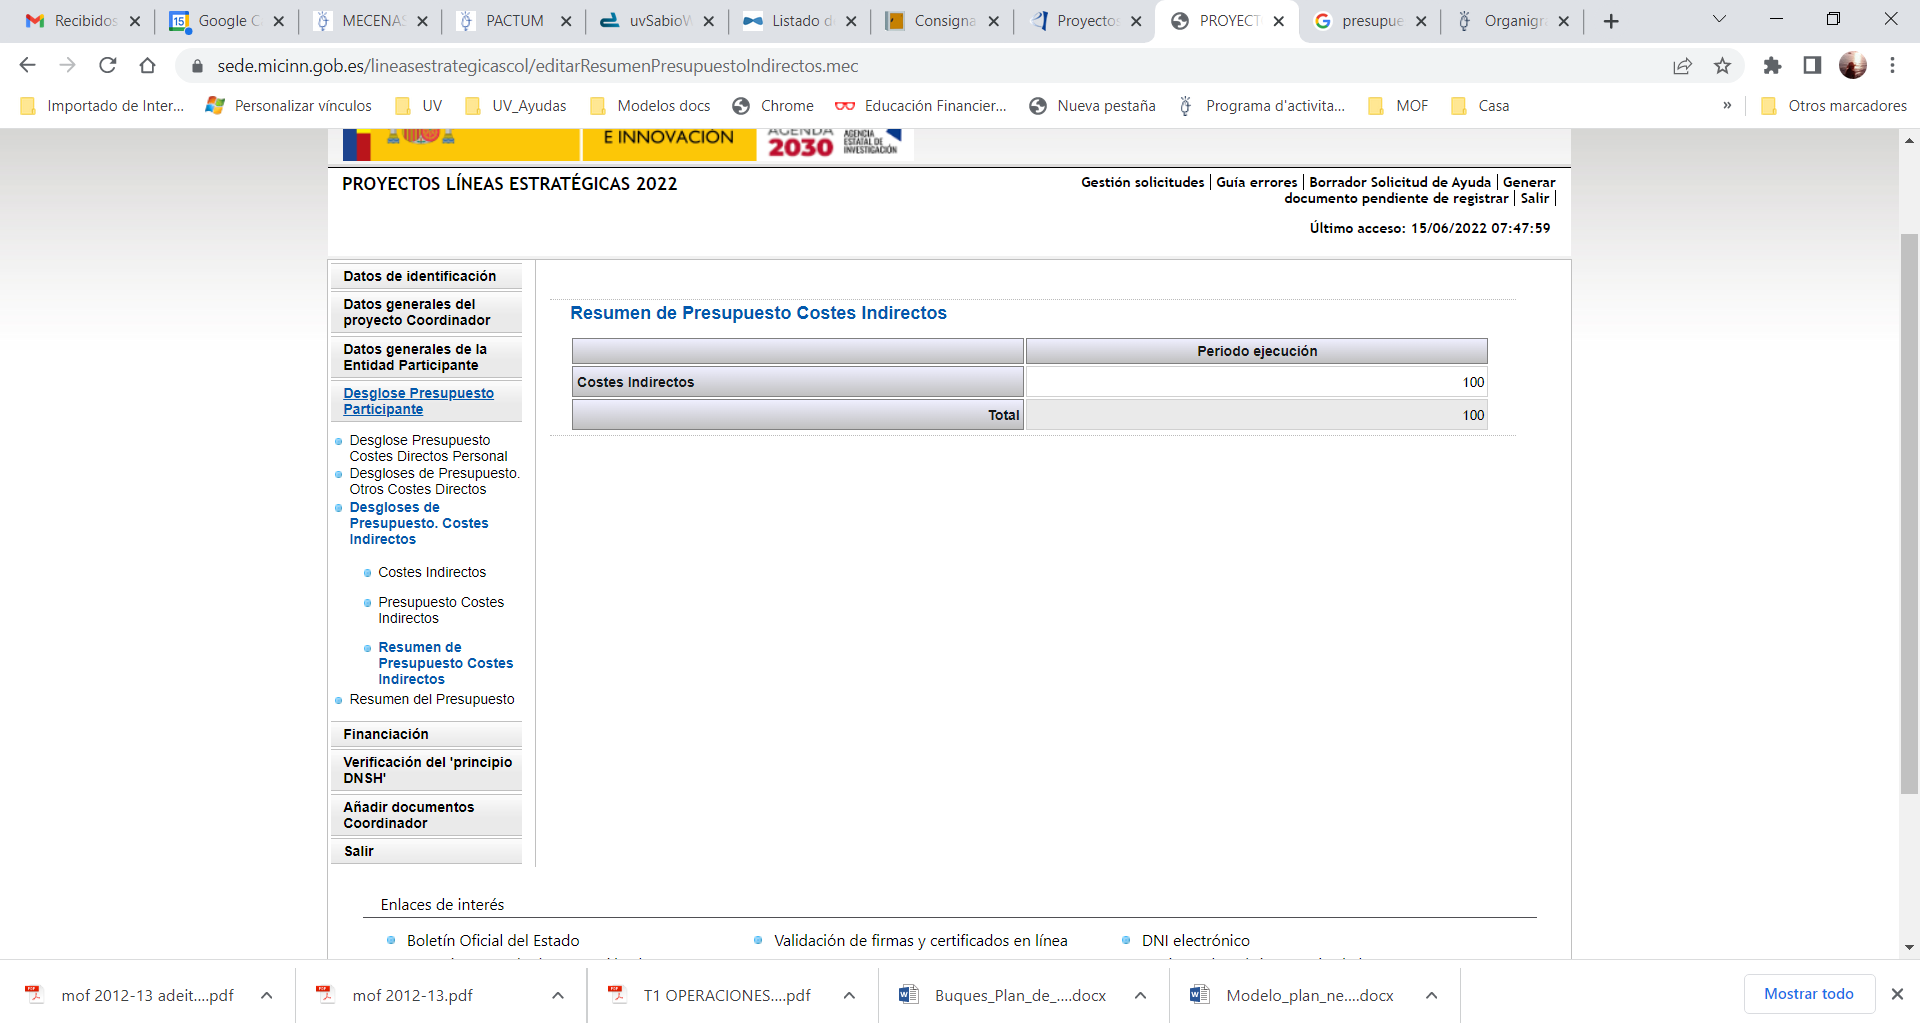 Recibidos
Google C
MECENAS
PACTUM
uvSabioW
Listado d
Consigna
Proyectos
PROYECT
presupue
Organigr
sede.micinn.gob.es/lineasestrategicascol/editarResumenPresupuestoIndirectos.mec
Importado de Inter...
Personalizar vínculos
UV
UV_Ayudas
Modelos docs
Chrome
Educación Financier...
Nueva pestaña
Programa d'activita...
MOF
Casa
»
Otros marcadores
E INNOVACIÓN
AGENDA
2030
AGENCIA
ESTATAL DE
INVESTIGACIÓN
PROYECTOS LÍNEAS ESTRATÉGICAS 2022
Gestión solicitudes | Guía errores | Borrador Solicitud de Ayuda | Generar
documento pendiente de registrar | Salir |
Último acceso: 15/06/2022 07:47:59
Datos de identificación
Datos generales del
proyecto Coordinador
Datos generales de la
Entidad Participante
Desglose Presupuesto
Participante
Desglose Presupuesto
Costes Directos Personal
Desgloses de Presupuesto.
Otros Costes Directos
Desgloses de
Presupuesto. Costes
Indirectos
Costes Indirectos
Presupuesto Costes
Indirectos
Resumen de
Presupuesto Costes
Indirectos
Resumen del Presupuesto
Financiación
Verificación del 'principio
DNSH'
Añadir documentos
Coordinador
Salir
Resumen de Presupuesto Costes Indirectos
Periodo ejecución
Costes Indirectos 100
Total 100
Enlaces de interés
Boletín Oficial del Estado
Validación de firmas y certificados en línea
DNI electrónico
mof 2012-13 adeit....pdf
mof 2012-13.pdf
T1 OPERACIONES....pdf
Buques_Plan_de_....docx
Modelo_plan_ne....docx
Mostrar todo